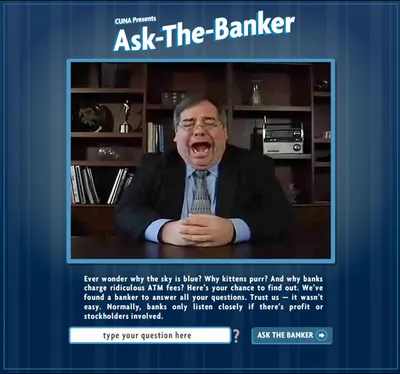 CUNA Presents
Ask-The-Banker
Ever wonder why the sky is blue? Why kittens purr? And why banks
charge ridiculous ATM fees? Here's your chance to find out. We've
found a banker to answer all your questions. Trust us — it wasn't
easy. Normally, banks only listen closely if there's profit or
stockholders involved.
type your question here ? ASK THE BANKER